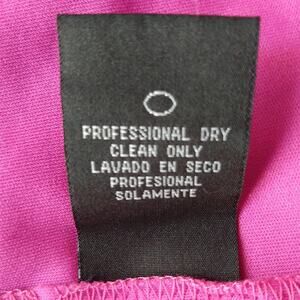 PROFESSIONAL DRY
CLEAN ONLY
LAVADO EN SECO
PROFESIONAL
SOLAMENTE